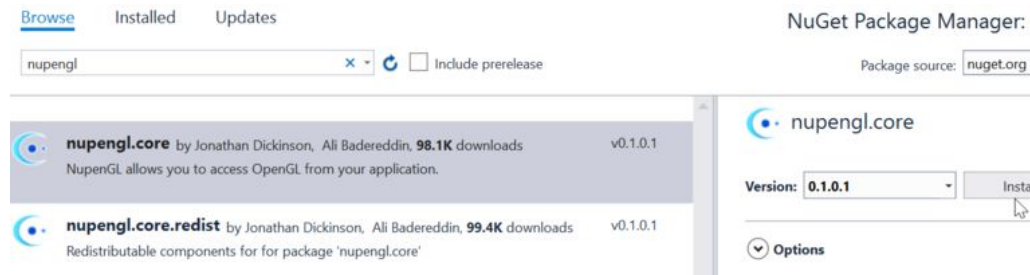 Browse Installed Updates
NuGet Package Manager:
nupengl
Include prerelease
Package source: nuget.org
nupengl.core by Jonathan Dickinson, Ali Badereddin, 98.1K downloads v0.1.0.1
NupenGL allows you to access OpenGL from your application.
nupengl.core.redist by Jonathan Dickinson, Ali Badereddin, 99.4K downloads v0.1.0.1
Redistributable components for for package 'nupengl.core'
nupengl.core
Version: 0.1.0.1 Insta
Options